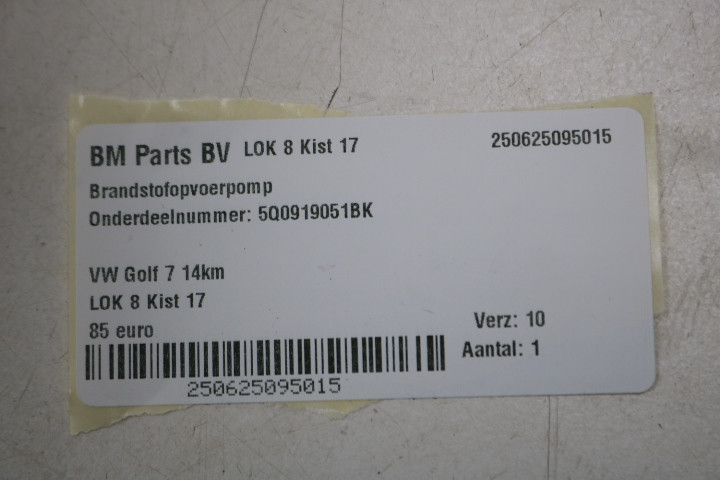 BM Parts BV LOK 8 Kist 17 250625095015
Brandstofopvoerpomp
Onderdeelnummer: 5Q0919051BK
VW Golf 7 14km
LOK 8 Kist 17
85 euro Verz: 10
Aantal: 1
250625095015